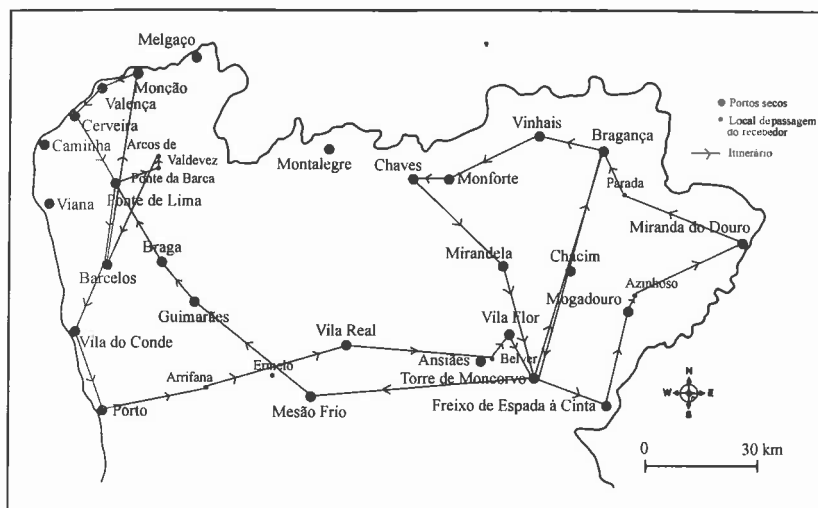 Melgaço
Monção
Valença
Cerveira
Caminha
Arcos de
Valdevez
Ponte da Barca
Ponte de Lima
Viana
Braga
Barcelos
Guimarães
Vila do Conde
Porto
Arrifana
Ermelo
Vila Real
Mesão Frio
Montalegre
Chaves
Monforte
Vinhais
Bragança
Parada
Miranda do Douro
Mirandela
Chacim
Mogadouro
Azinhoso
Vila Flor
Ansiães
Belver
Torre de Moncorvo
Freixo de Espada à Cinta
Portos secos
Local de passagem
do recebedor
Itinerário
N
W E
S
0 30 km